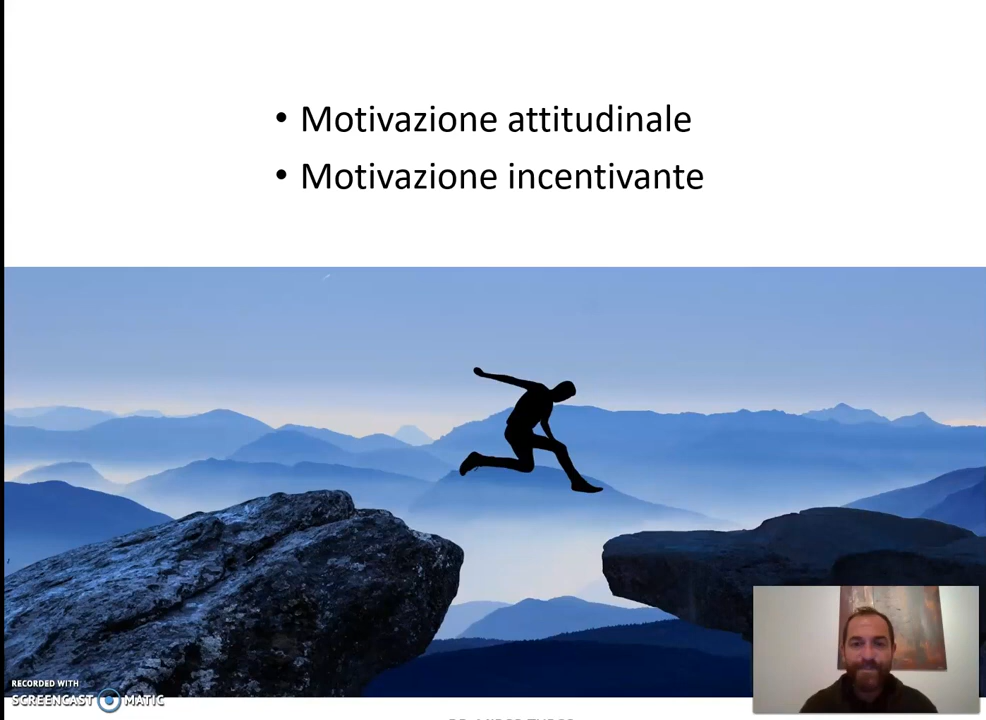 • Motivazione attitudinale
• Motivazione incentivante
RECORDED WITH
SCREENCAST MATIC